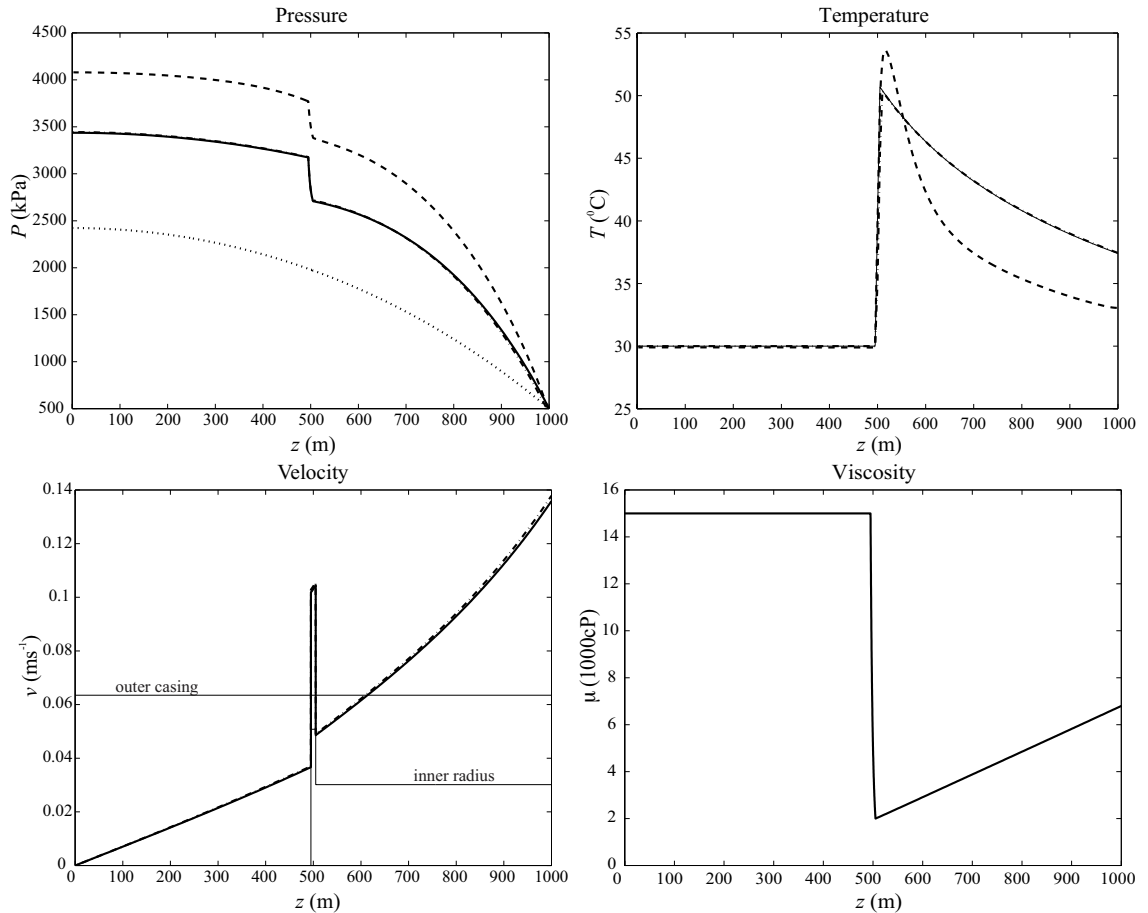 Pressure
4500
4000
3500
3000
2500
2000
1500
1000
500
P (kPa)
0 100 200 300 400 500 600 700 800 900 1000
z (m)
Temperature
55
50
45
40
35
30
25
T (⁰C)
0 100 200 300 400 500 600 700 800 900 1000
z (m)
Velocity
0.14
0.12
0.1
0.08
0.06
0.04
0.02
0
v (ms⁻¹)
outer casing
inner radius
0 100 200 300 400 500 600 700 800 900 1000
z (m)
Viscosity
16
14
12
10
8
6
4
2
0
μ (1000cP)
0 100 200 300 400 500 600 700 800 900 1000
z (m)